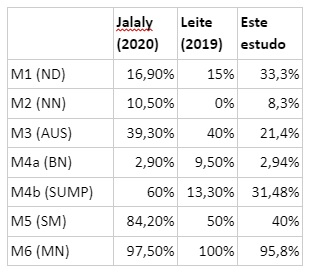 Jalaly (2020) Leite (2019) Este estudo
M1 (ND) 16,90% 15% 33,3%
M2 (NN) 10,50% 0% 8,3%
M3 (AUS) 39,30% 40% 21,4%
M4a (BN) 2,90% 9,50% 2,94%
M4b (SUMP) 60% 13,30% 31,48%
M5 (SM) 84,20% 50% 40%
M6 (MN) 97,50% 100% 95,8%